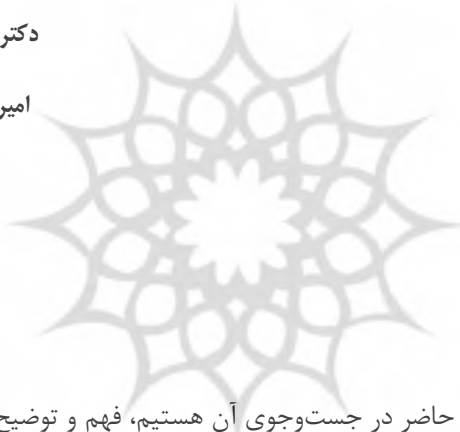 دکتر
امیر
حاضر در جست‌وجوی آن هستیم، فهم و توضیح